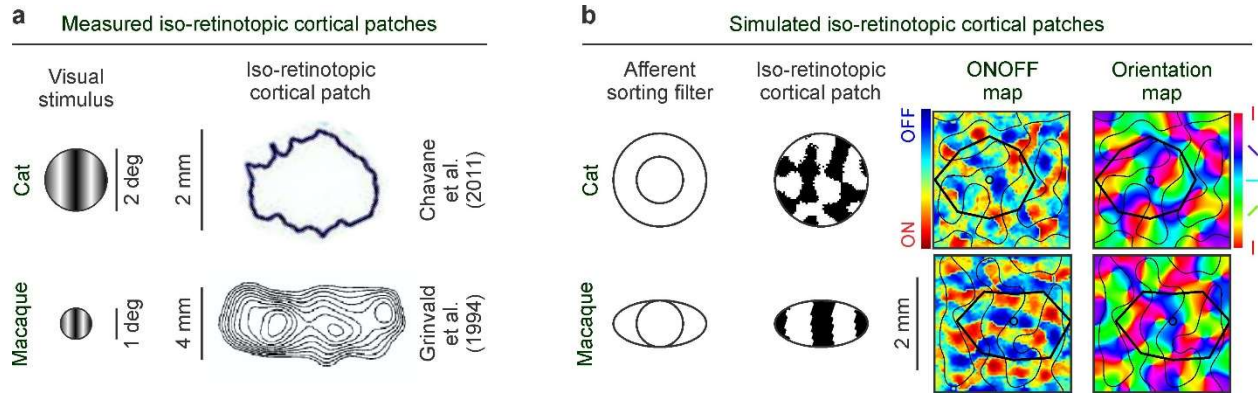 a
Measured iso-retinotopic cortical patches
Visual
stimulus
Iso-retinotopic
cortical patch
Cat
2 deg
2 mm
Chavane
et al.
(2011)
Macaque
1 deg
4 mm
Grinvald
et al.
(1994)
b
Simulated iso-retinotopic cortical patches
Afferent
sorting filter
Iso-retinotopic
cortical patch
ONOFF
map
Orientation
map
Cat
OFF
ON
Macaque
2 mm